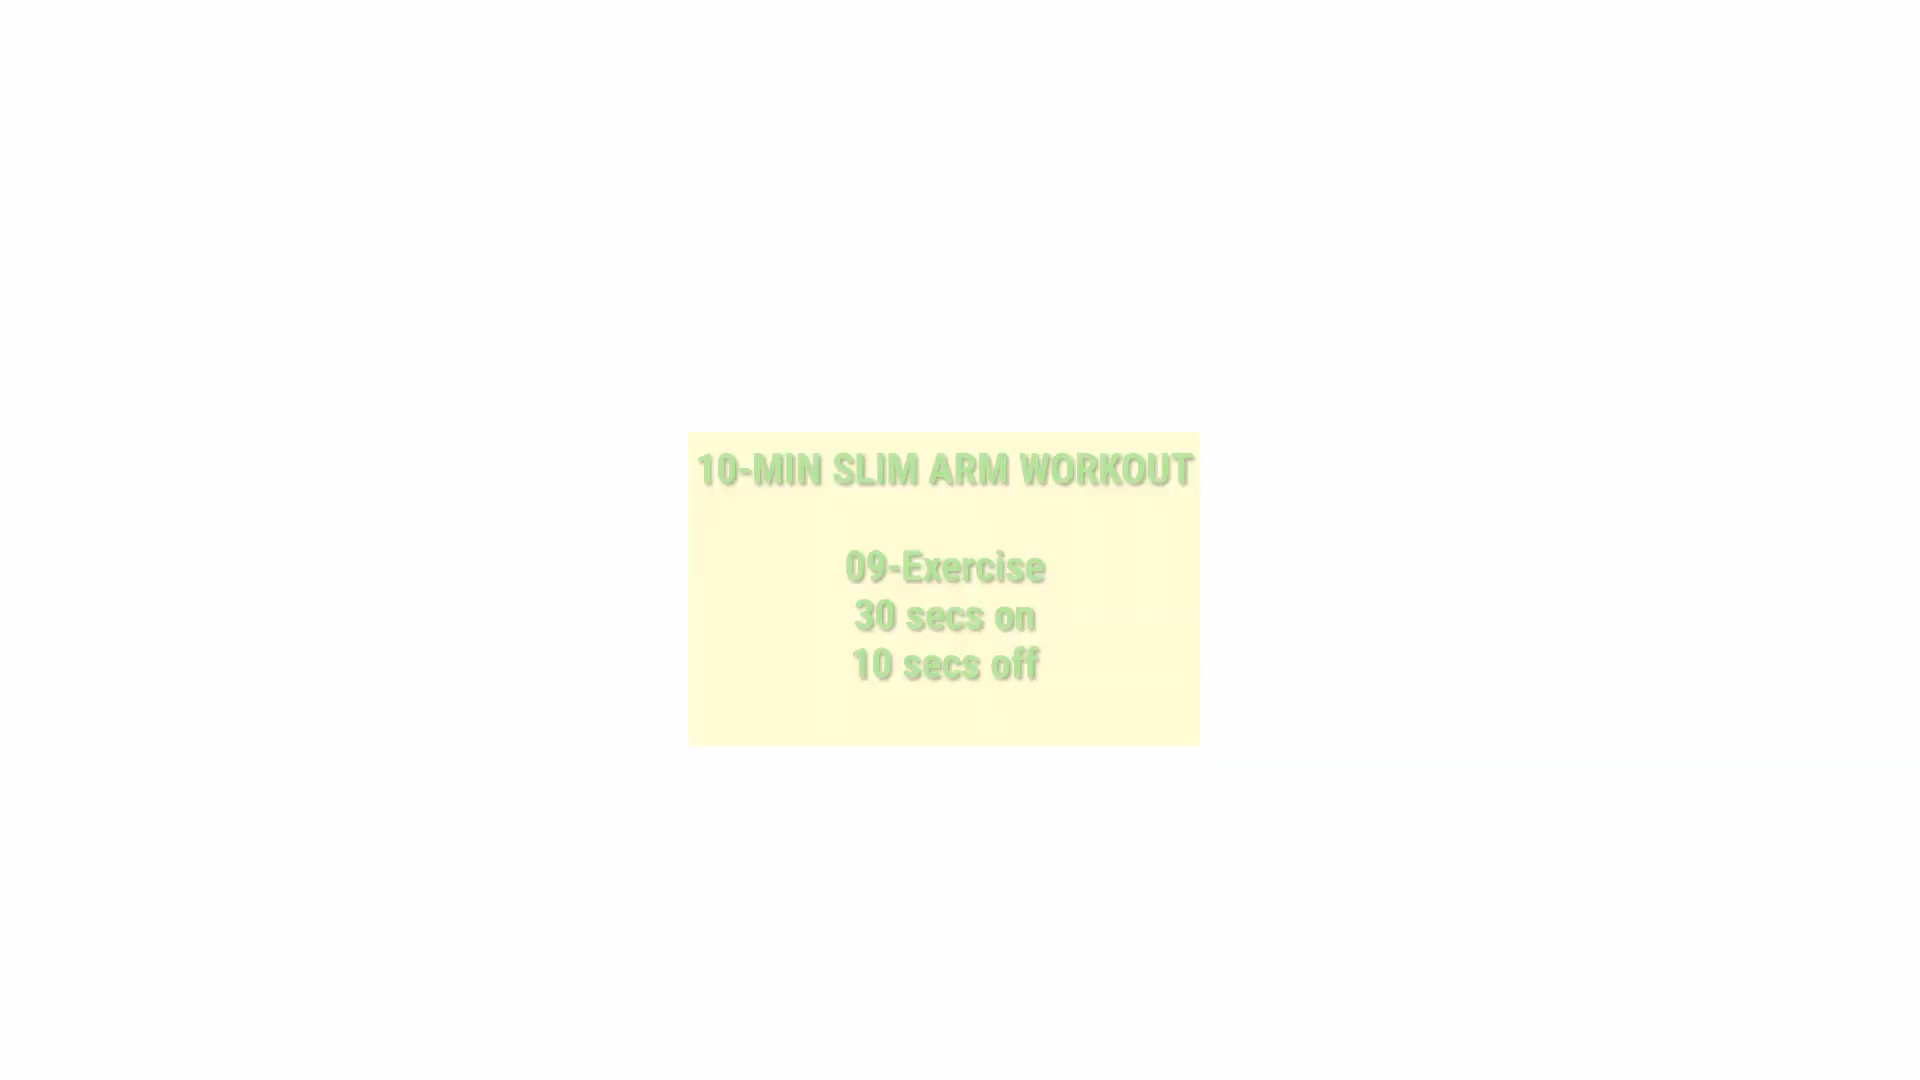 10-MIN SLIM ARM WORKOUT
09-Exercise
30 secs on
10 secs off